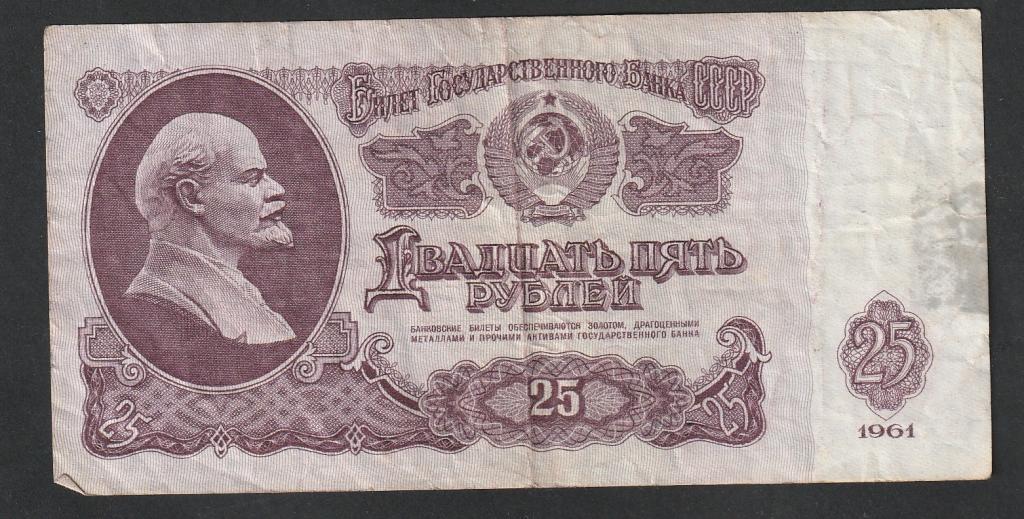 Билет Государственного Банка СССР
Двадцать пять
рублей
БАНКОВСКИЕ БИЛЕТЫ ОБЕСПЕЧИВАЮТСЯ ЗОЛОТОМ, ДРАГОЦЕННЫМИ
МЕТАЛЛАМИ И ПРОЧИМИ АКТИВАМИ ГОСУДАРСТВЕННОГО БАНКА
25
25
25
25
1961